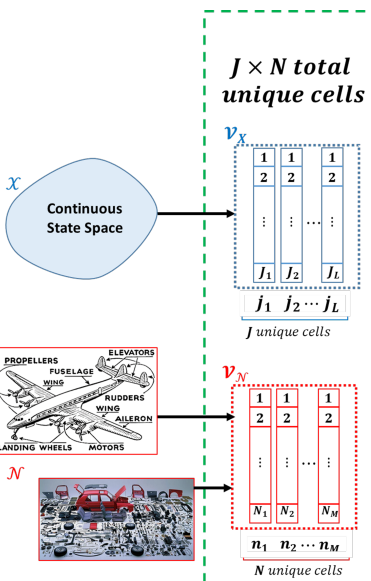 J × N total
unique cells
𝒱_X
1 1 1
2 2 2
⋮ ⋮ ... ⋮
J_1 J_2 J_L
j_1 j_2 ⋯ j_L
J unique cells
𝒳
Continuous
State Space
ELEVATORS
PROPELLERS
FUSELAGE
WING
RUDDERS
WING
AILERON
LANDING WHEELS MOTORS
𝒩
𝒱_𝒩
1 1 1
2 2 2
⋮ ⋮ ... ⋮
N_1 N_2 N_M
n_1 n_2 ⋯ n_M
N unique cells